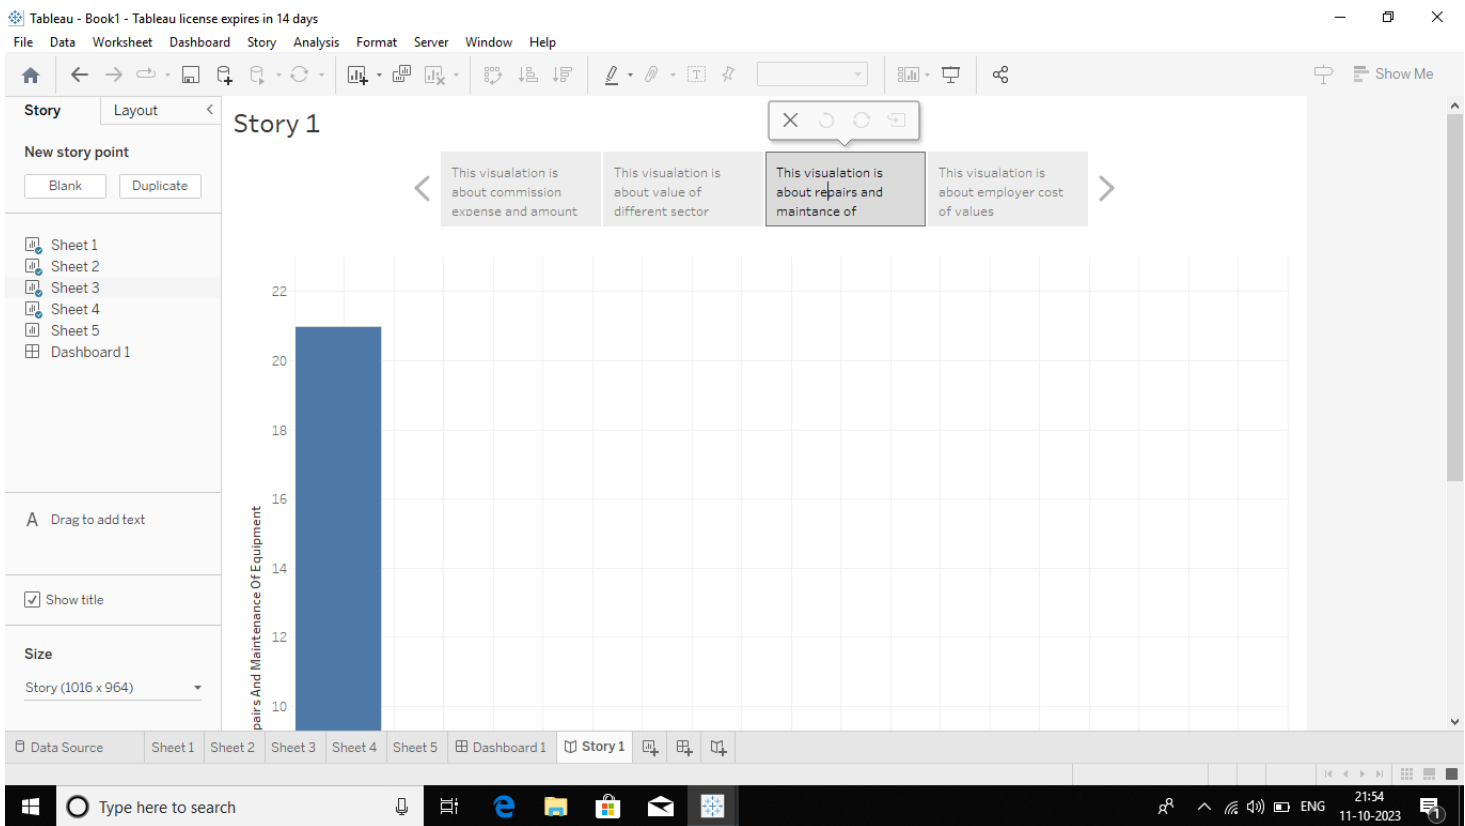 Tableau - Book1 - Tableau license expires in 14 days
File Data Worksheet Dashboard Story Analysis Format Server Window Help
Show Me
Story Layout
New story point
Blank Duplicate
Sheet 1
Sheet 2
Sheet 3
Sheet 4
Sheet 5
Dashboard 1
A Drag to add text
Show title
Size
Story (1016 x 964)
Story 1
This visualation is
about commission
expense and amount
This visualation is
about value of
different sector
This visualation is
about repairs and
maintance of
This visualation is
about employer cost
of values
22
20
18
16
14
12
10
pairs And Maintenance Of Equipment
Data Source Sheet 1 Sheet 2 Sheet 3 Sheet 4 Sheet 5 Dashboard 1 Story 1
Type here to search
ENG
21:54
11-10-2023
1